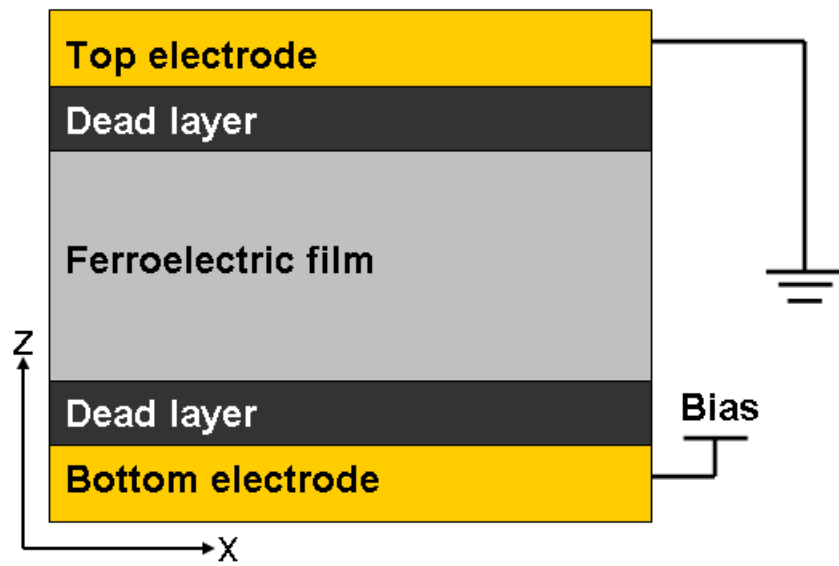 Top electrode
Dead layer
Ferroelectric film
Z
Dead layer
Bias
Bottom electrode
X